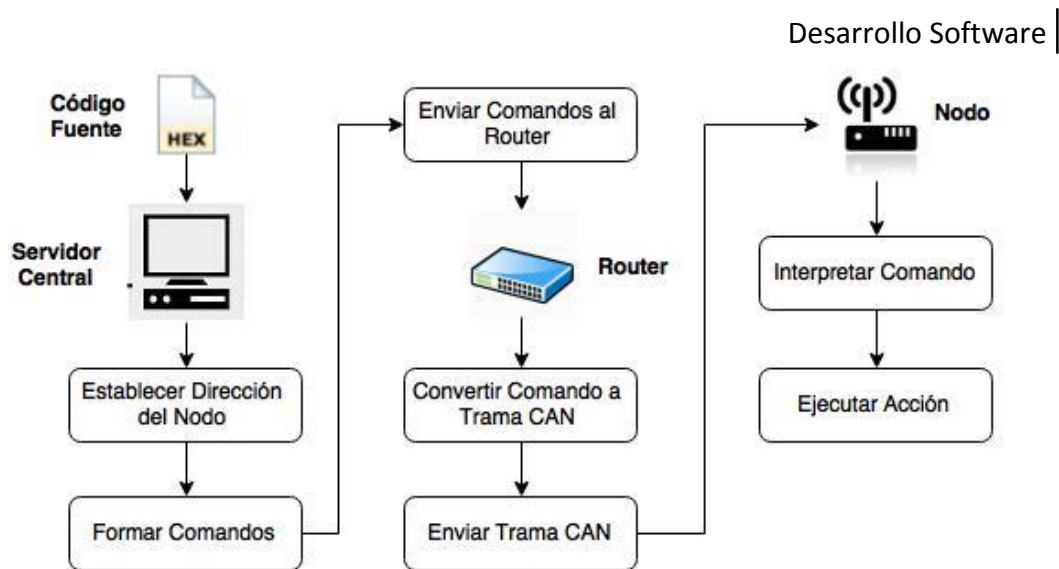 Desarrollo Software
Código
Fuente
HEX
Servidor
Central
Establecer Dirección
del Nodo
Formar Comandos
Enviar Comandos al
Router
Router
Convertir Comando a
Trama CAN
Enviar Trama CAN
Nodo
Interpretar Comando
Ejecutar Acción